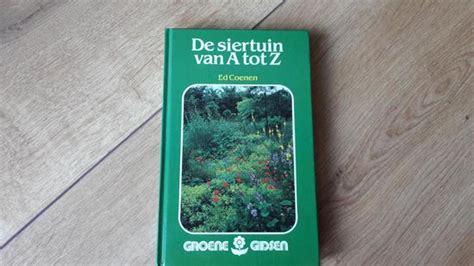 De siertuin
van A tot Z
Ed Coenen
GROENE GIDSEN